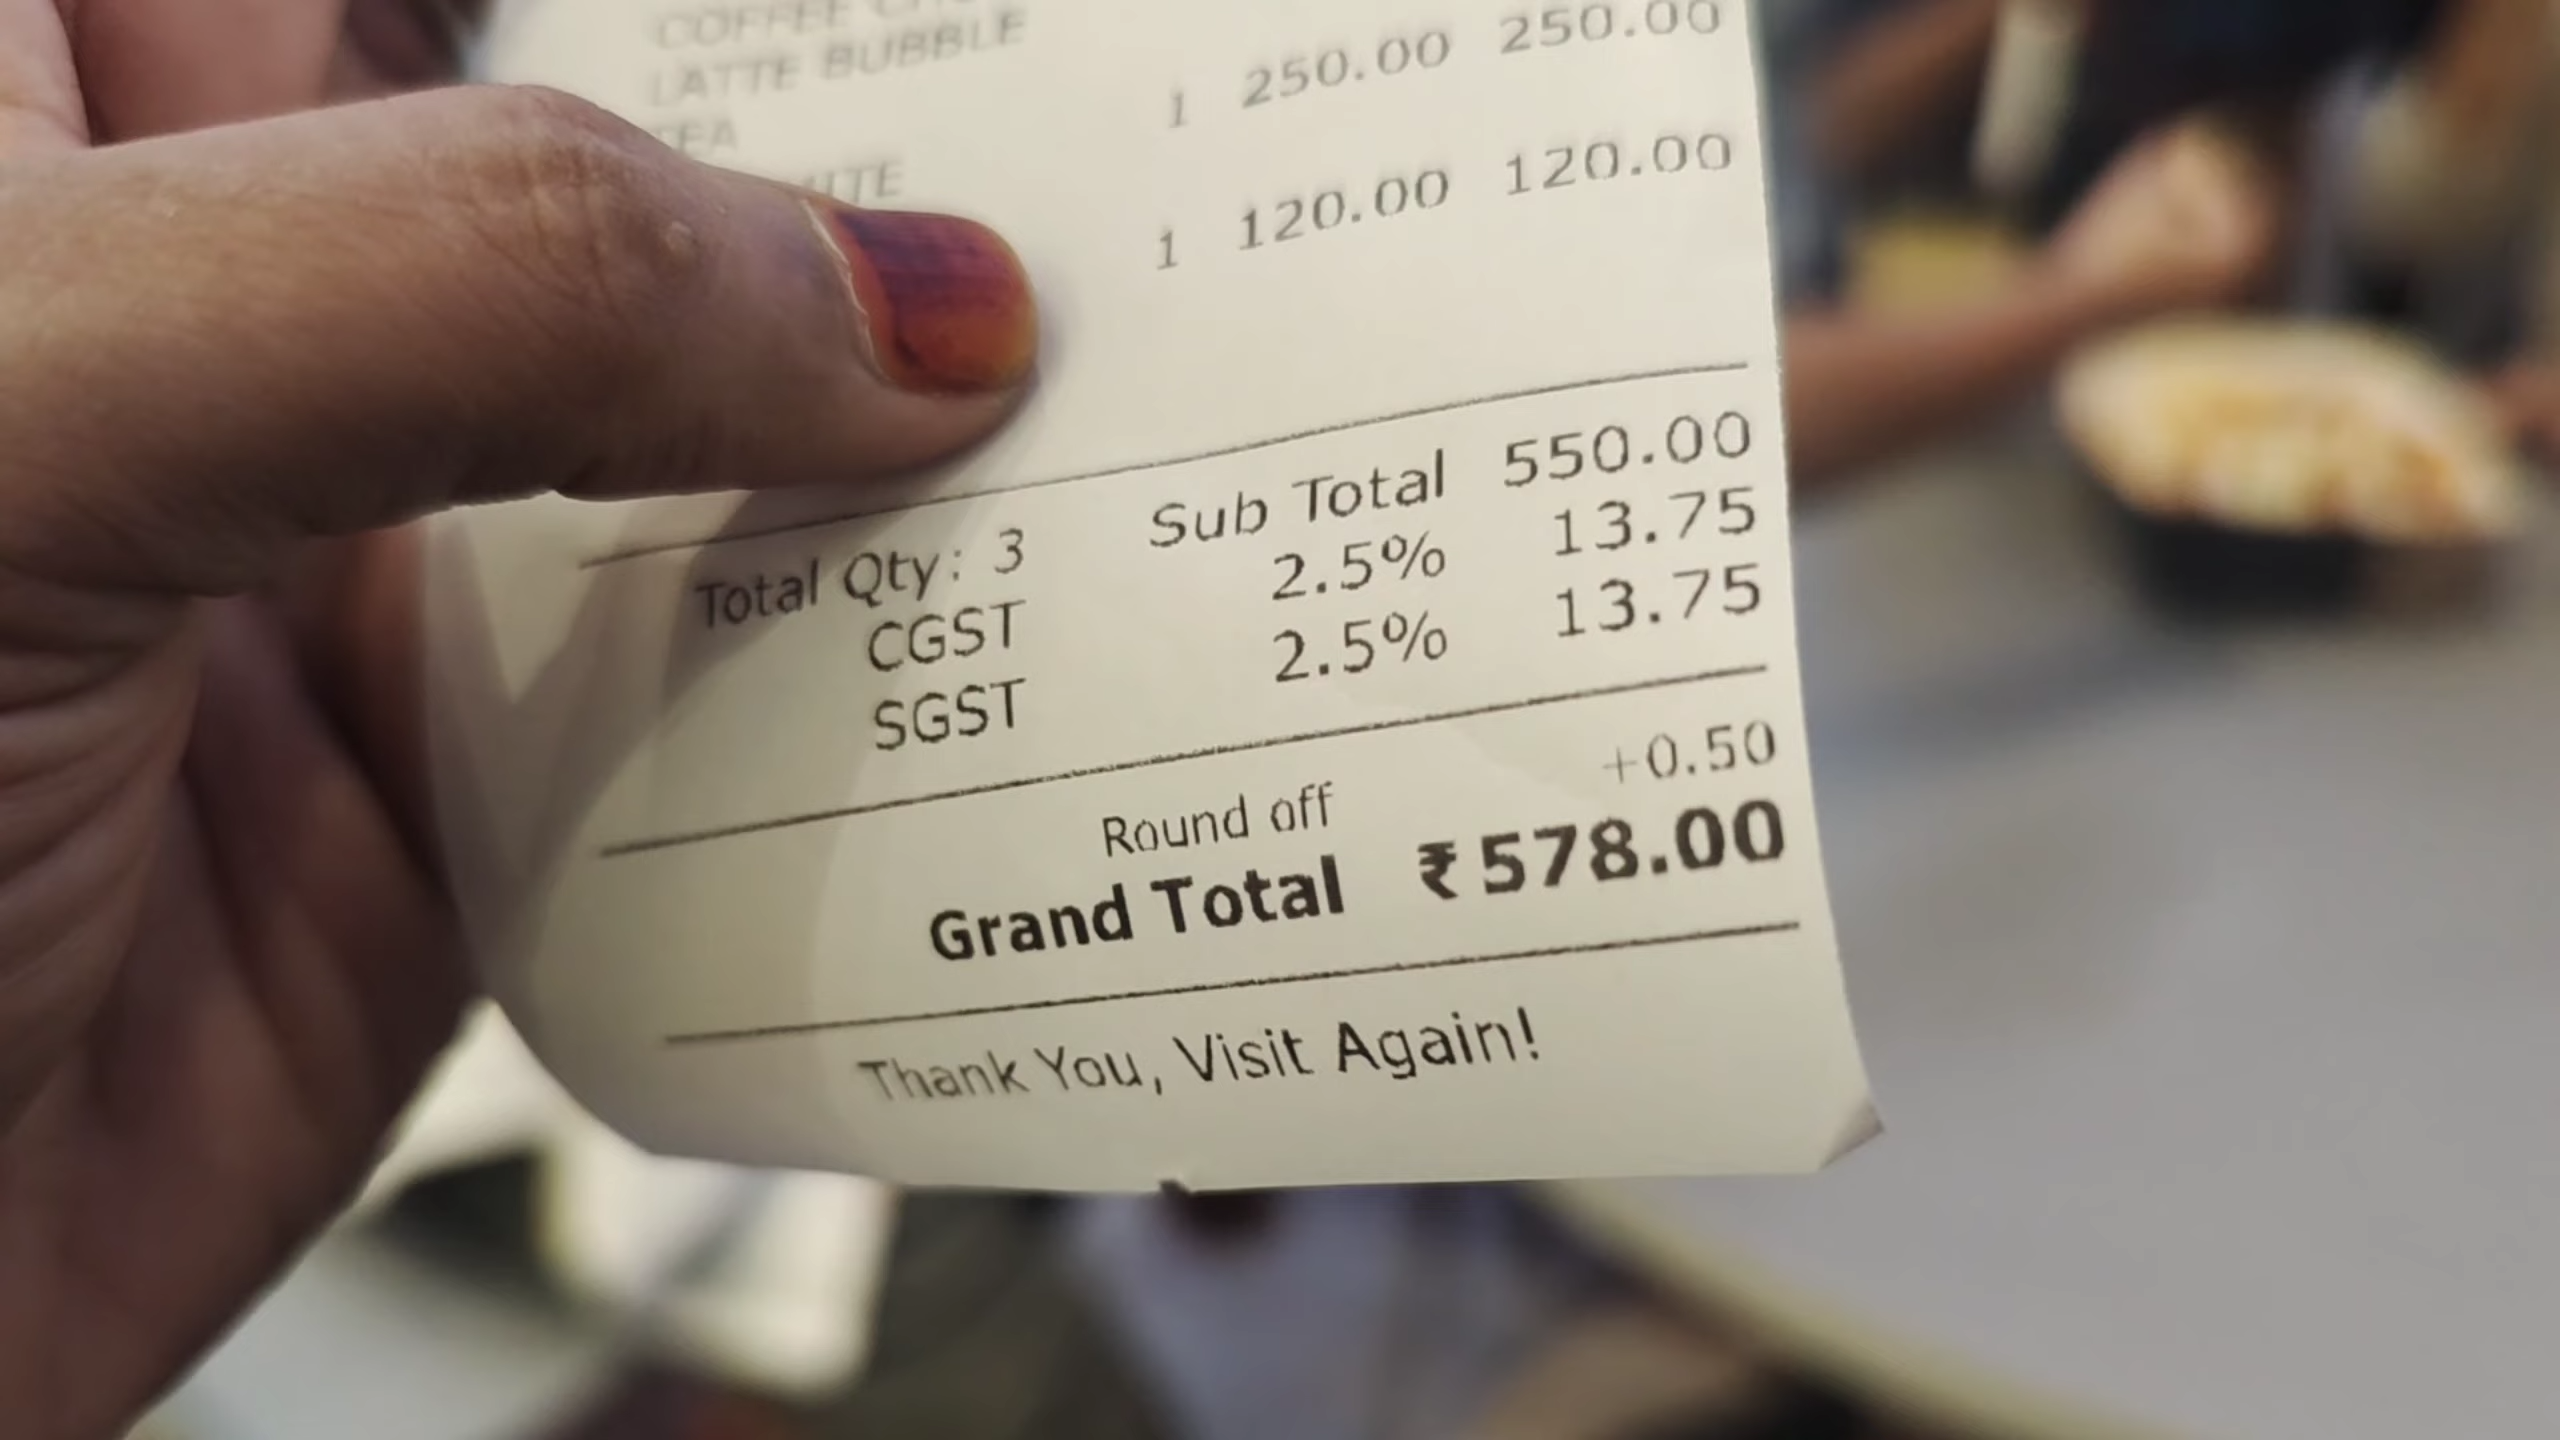 COFFEE
LATTE BUBBLE
TEA
1 250.00 250.00
1 120.00 120.00
Total Qty: 3 Sub Total 550.00
CGST 2.5% 13.75
SGST 2.5% 13.75
Round off +0.50
Grand Total ₹578.00
Thank You, Visit Again!